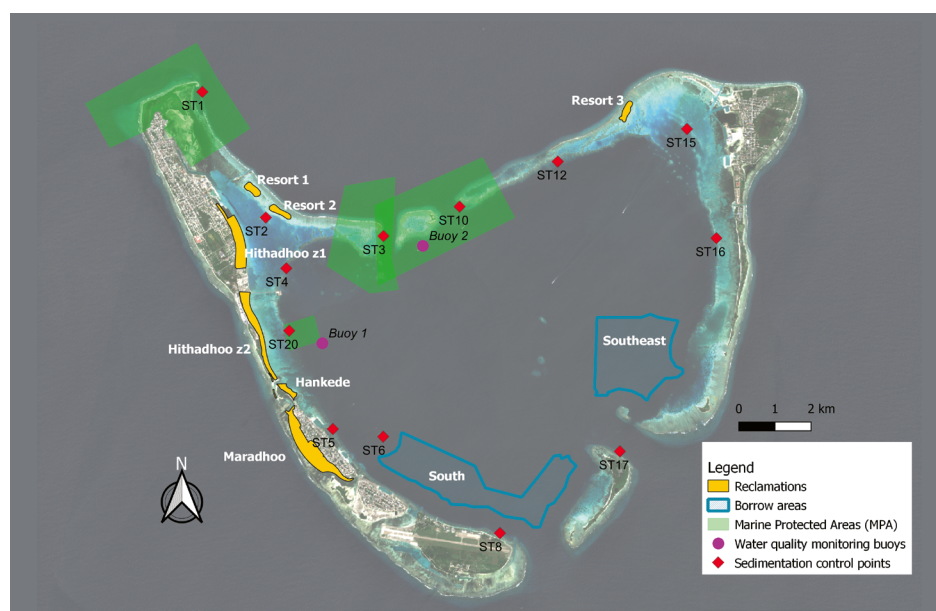 ST1
Resort 3
ST15
ST12
Resort 1
Resort 2
ST10
ST2
ST3
Buoy 2
ST16
Hithadhoo z1
ST4
Buoy 1
ST20
Hithadhoo z2
Southeast
Hankede
0 1 2 km
ST5
ST6
Maradhoo
South
ST17
ST8
N
Legend
Reclamations
Borrow areas
Marine Protected Areas (MPA)
Water quality monitoring buoys
Sedimentation control points